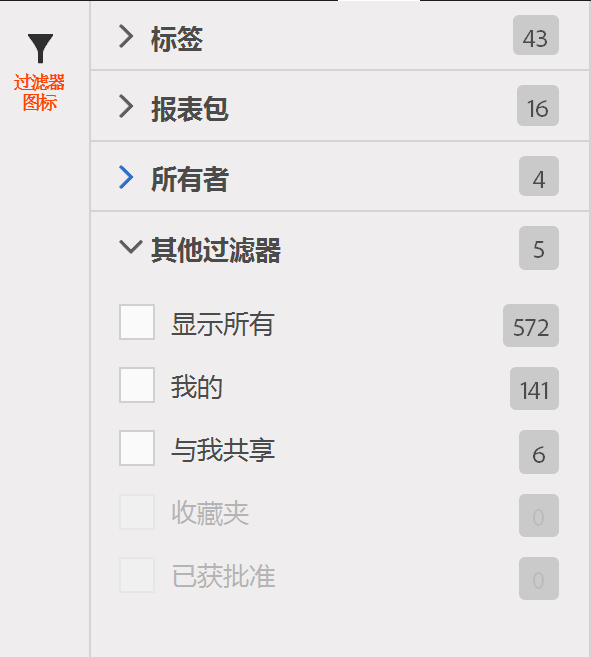 过滤器
图标
标签 43
报表包 16
所有者 4
其他过滤器 5
显示所有 572
我的 141
与我共享 6
收藏夹 0
已获批准 0